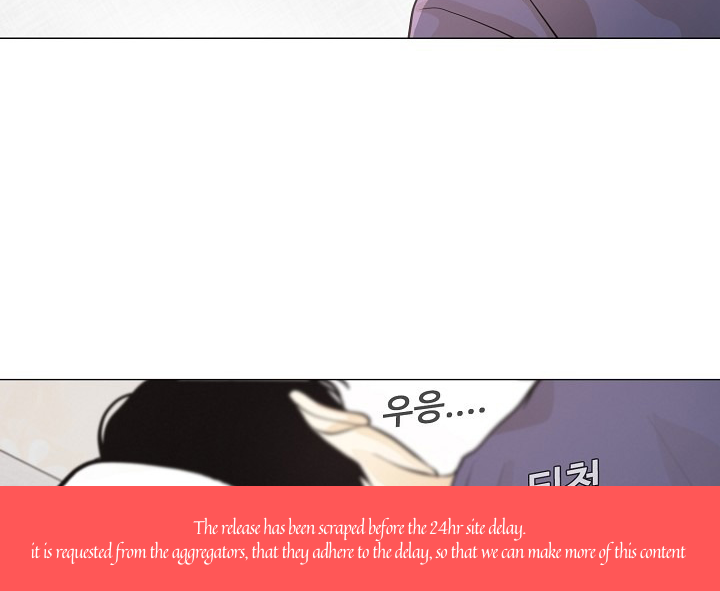 우응....
The release has been scraped before the 24hr site delay.
it is requested from the aggregators, that they adhere to the delay, so that we can make more of this content